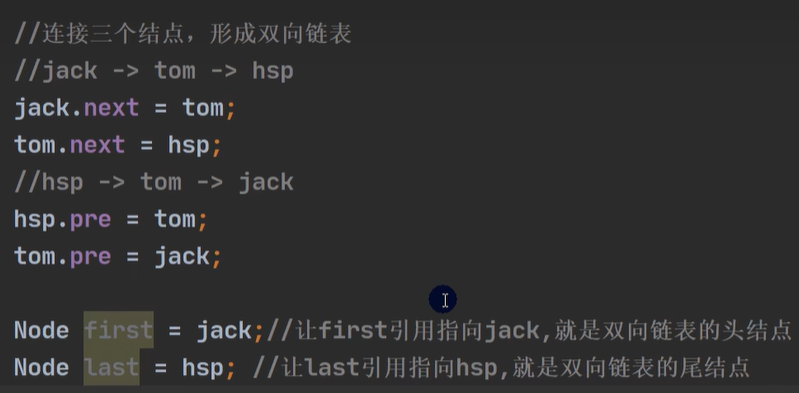 //连接三个结点，形成双向链表
//jack -> tom -> hsp
jack.next = tom;
tom.next = hsp;
//hsp -> tom -> jack
hsp.pre = tom;
tom.pre = jack;
Node first = jack;//让first引用指向jack,就是双向链表的头结点
Node last = hsp; //让last引用指向hsp,就是双向链表的尾结点